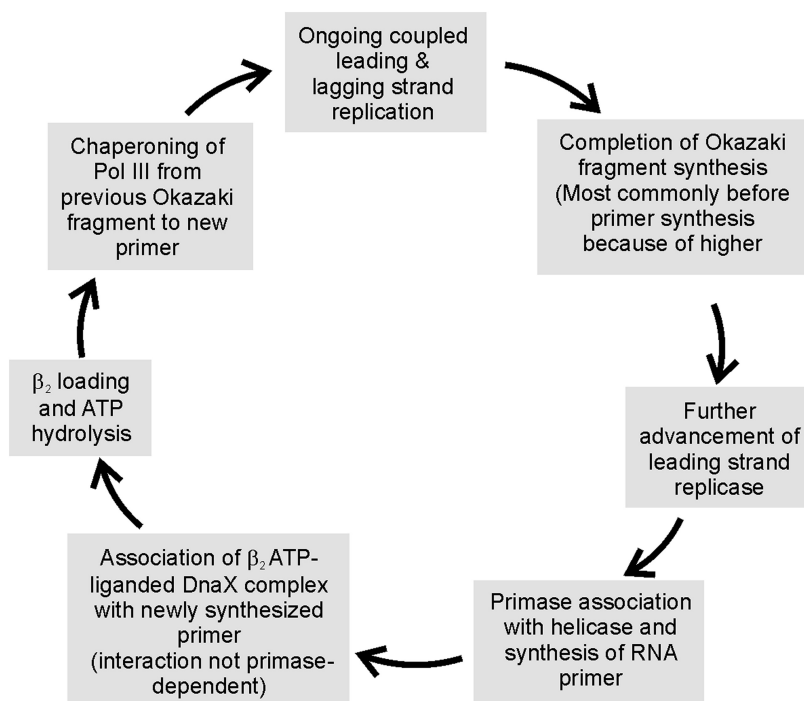 Ongoing coupled
leading &
lagging strand
replication
Completion of Okazaki
fragment synthesis
(Most commonly before
primer synthesis
because of higher
Further
advancement of
leading strand
replicase
Primase association
with helicase and
synthesis of RNA
primer
Association of β₂ ATP-
liganded DnaX complex
with newly synthesized
primer
(interaction not primase-
dependent)
β₂ loading
and ATP
hydrolysis
Chaperoning of
Pol III from
previous Okazaki
fragment to new
primer